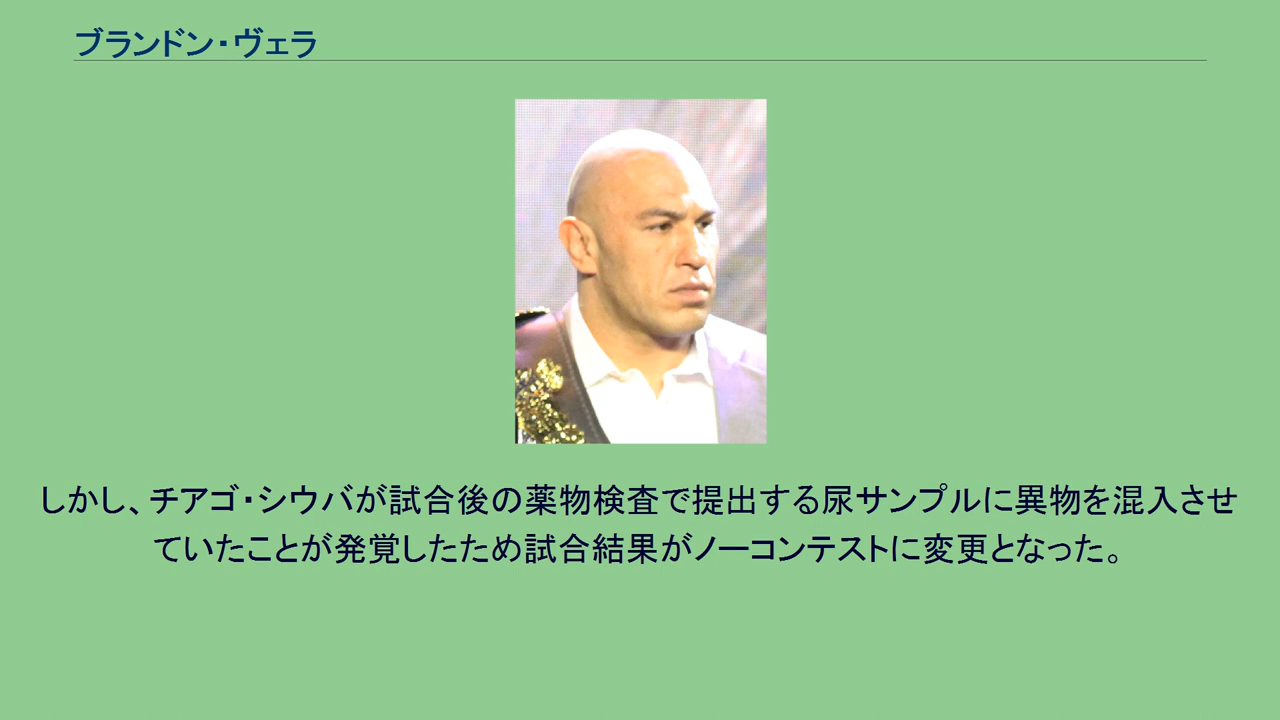 ブランドン・ヴェラ
しかし、チアゴ・シウバが試合後の薬物検査で提出する尿サンプルに異物を混入させ
ていたことが発覚したため試合結果がノーコンテストに変更となった。